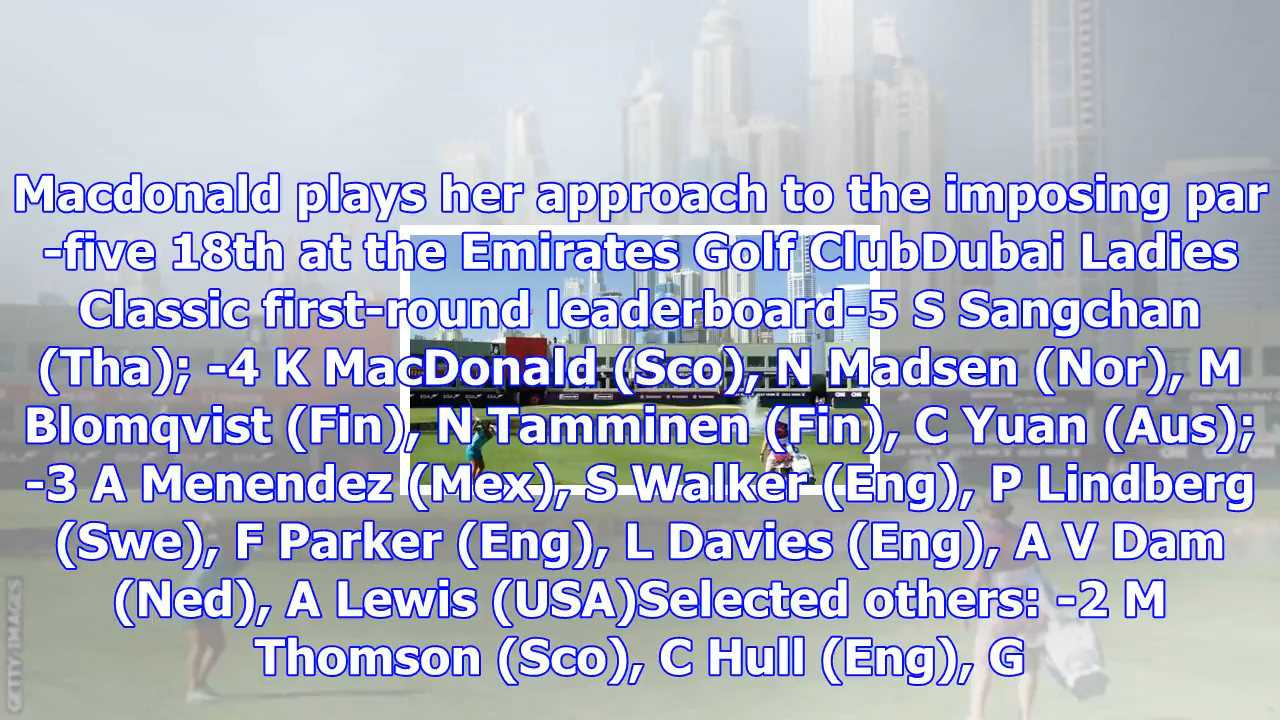 Macdonald plays her approach to the imposing par
-five 18th at the Emirates Golf ClubDubai Ladies
Classic first-round leaderboard-5 S Sangchan
(Tha); -4 K MacDonald (Sco), N Madsen (Nor), M
Blomqvist (Fin), N Tamminen (Fin), C Yuan (Aus);
-3 A Menendez (Mex), S Walker (Eng), P Lindberg
(Swe), F Parker (Eng), L Davies (Eng), A V Dam
(Ned), A Lewis (USA)Selected others: -2 M
Thomson (Sco), C Hull (Eng), G
GETTY IMAGES